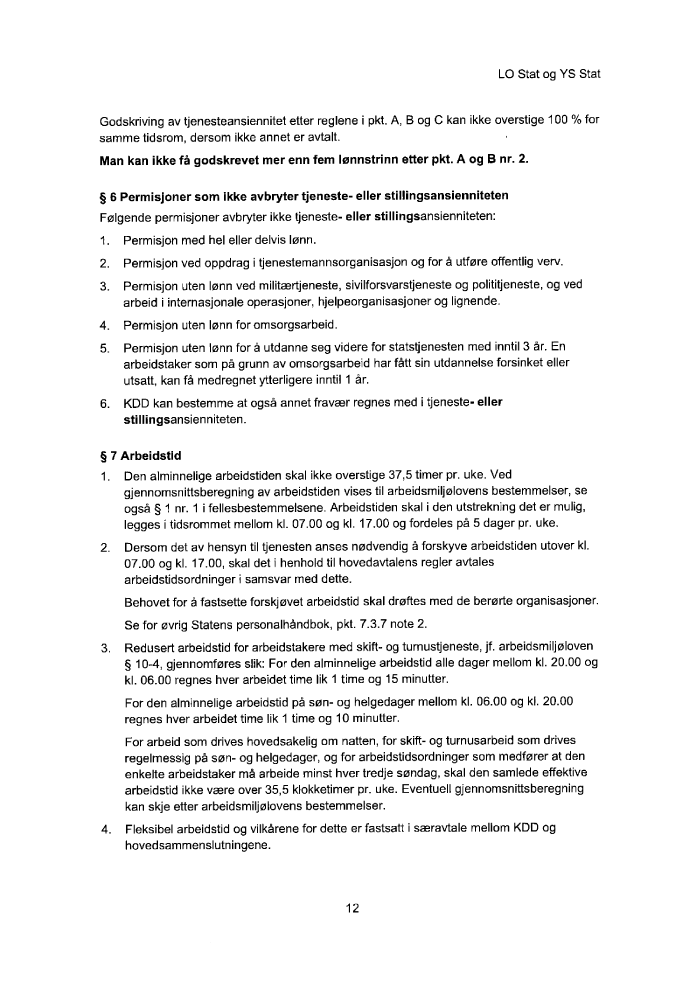 LO Stat og YS Stat
Godskriving av tjenesteansiennitet etter reglene i pkt. A, B og C kan ikke overstige 100 % for
samme tidsrom, dersom ikke annet er avtalt.
Man kan ikke få godskrevet mer enn fem lønnstrinn etter pkt. A og B nr. 2.
§ 6 Permisjoner som ikke avbryter tjeneste- eller stillingsansienniteten
Følgende permisjoner avbryter ikke tjeneste- eller stillingsansienniteten:
1. Permisjon med hel eller delvis lønn.
2. Permisjon ved oppdrag i tjenestemannsorganisasjon og for å utføre offentlig verv.
3. Permisjon uten lønn ved militærtjeneste, sivilforsvarstjeneste og polititjeneste, og ved
arbeid i internasjonale operasjoner, hjelpeorganisasjoner og lignende.
4. Permisjon uten lønn for omsorgsarbeid.
5. Permisjon uten lønn for å utdanne seg videre for statstjenesten med inntil 3 år. En
arbeidstaker som på grunn av omsorgsarbeid har fått sin utdannelse forsinket eller
utsatt, kan få medregnet ytterligere inntil 1 år.
6. KDD kan bestemme at også annet fravær regnes med i tjeneste- eller
stillingsansienniteten.
§ 7 Arbeidstid
1. Den alminnelige arbeidstiden skal ikke overstige 37,5 timer pr. uke. Ved
gjennomsnittsberegning av arbeidstiden vises til arbeidsmiljølovens bestemmelser, se
også § 1 nr. 1 i fellesbestemmelsene. Arbeidstiden skal i den utstrekning det er mulig,
legges i tidsrommet mellom kl. 07.00 og kl. 17.00 og fordeles på 5 dager pr. uke.
2. Dersom det av hensyn til tjenesten anses nødvendig å forskyve arbeidstiden utover kl.
07.00 og kl. 17.00, skal det i henhold til hovedavtalens regler avtales
arbeidstidsordninger i samsvar med dette.
Behovet for å fastsette forskjøvet arbeidstid skal drøftes med de berørte organisasjoner.
Se for øvrig Statens personalhåndbok, pkt. 7.3.7 note 2.
3. Redusert arbeidstid for arbeidstakere med skift- og turnustjeneste, jf. arbeidsmiljøloven
§ 10-4, gjennomføres slik: For den alminnelige arbeidstid alle dager mellom kl. 20.00 og
kl. 06.00 regnes hver arbeidet time lik 1 time og 15 minutter.
For den alminnelige arbeidstid på søn- og helgedager mellom kl. 06.00 og kl. 20.00
regnes hver arbeidet time lik 1 time og 10 minutter.
For arbeid som drives hovedsakelig om natten, for skift- og turnusarbeid som drives
regelmessig på søn- og helgedager, og for arbeidstidsordninger som medfører at den
enkelte arbeidstaker må arbeide minst hver tredje søndag, skal den samlede effektive
arbeidstid ikke være over 35,5 klokketimer pr. uke. Eventuell gjennomsnittsberegning
kan skje etter arbeidsmiljølovens bestemmelser.
4. Fleksibel arbeidstid og vilkårene for dette er fastsatt i særavtale mellom KDD og
hovedsammenslutningene.
12